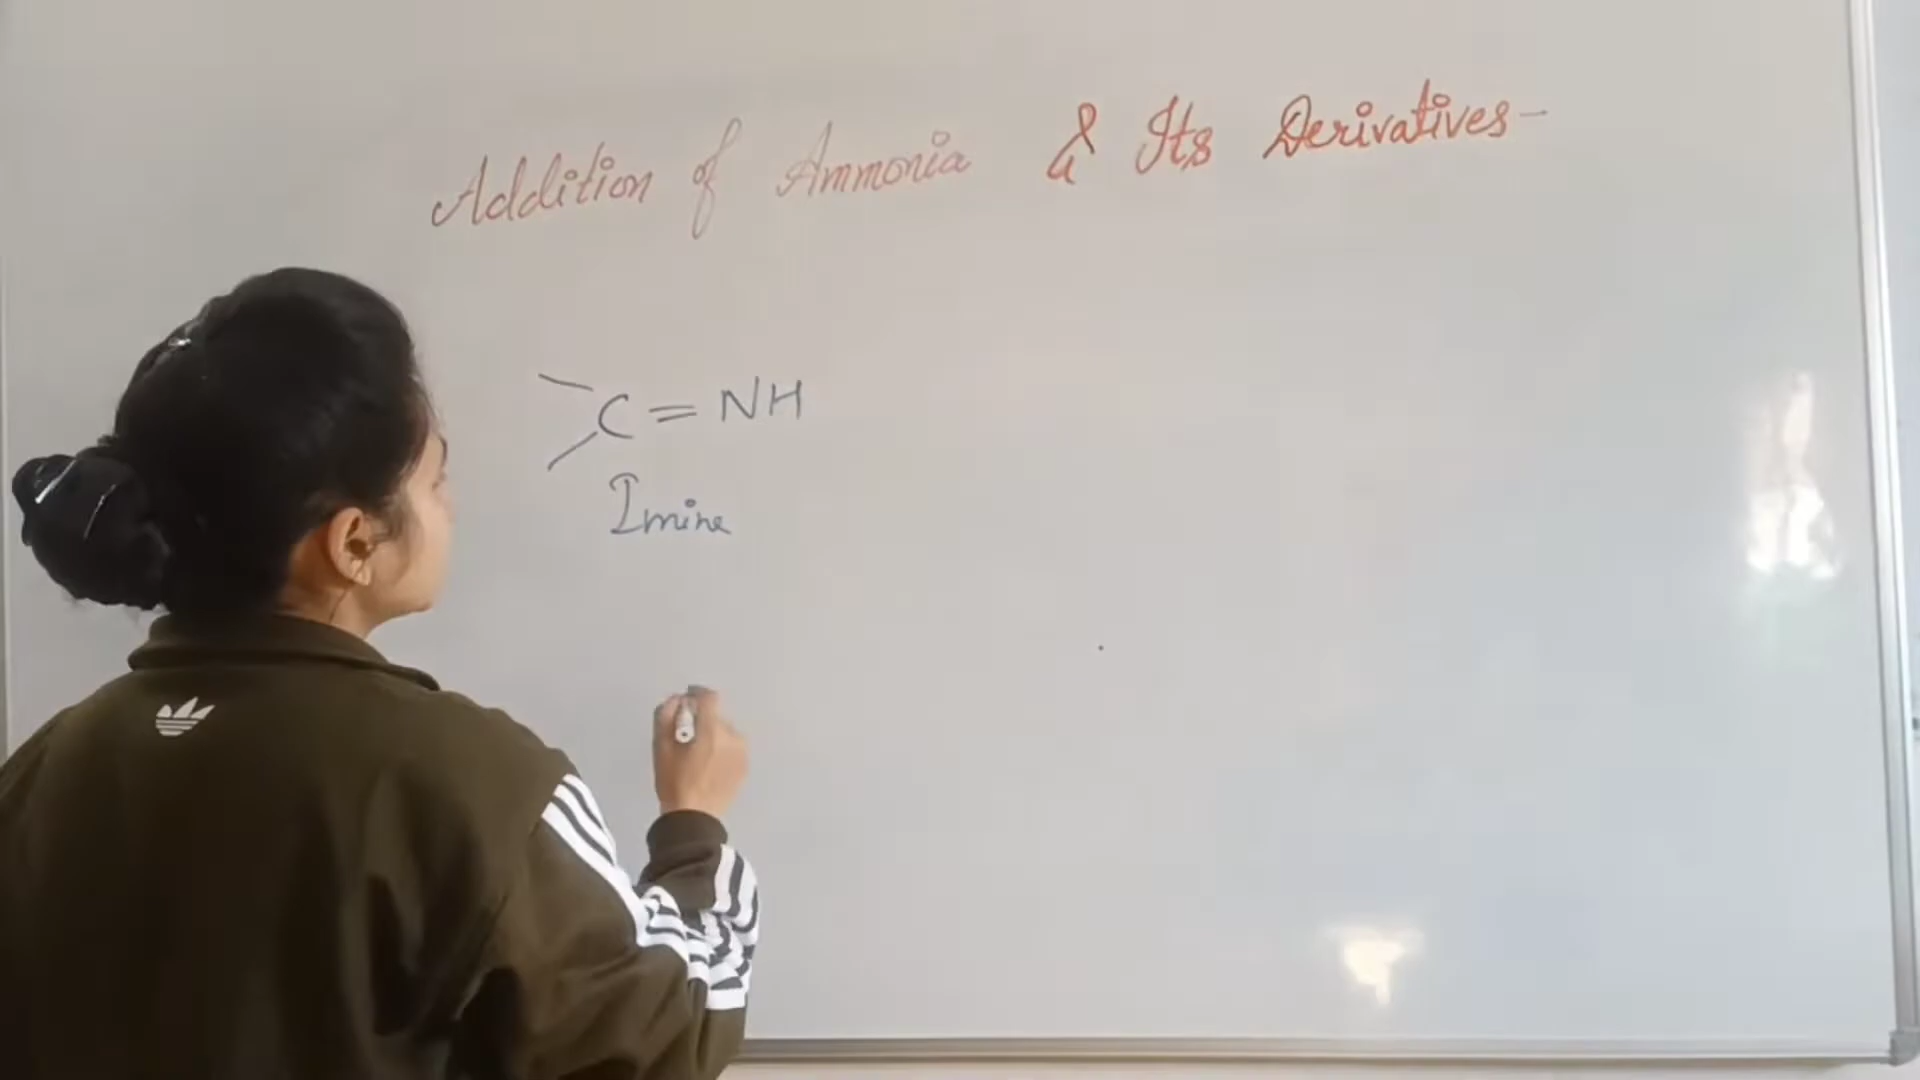 Addition of Ammonia & Its Derivatives-
C=NH
Imine